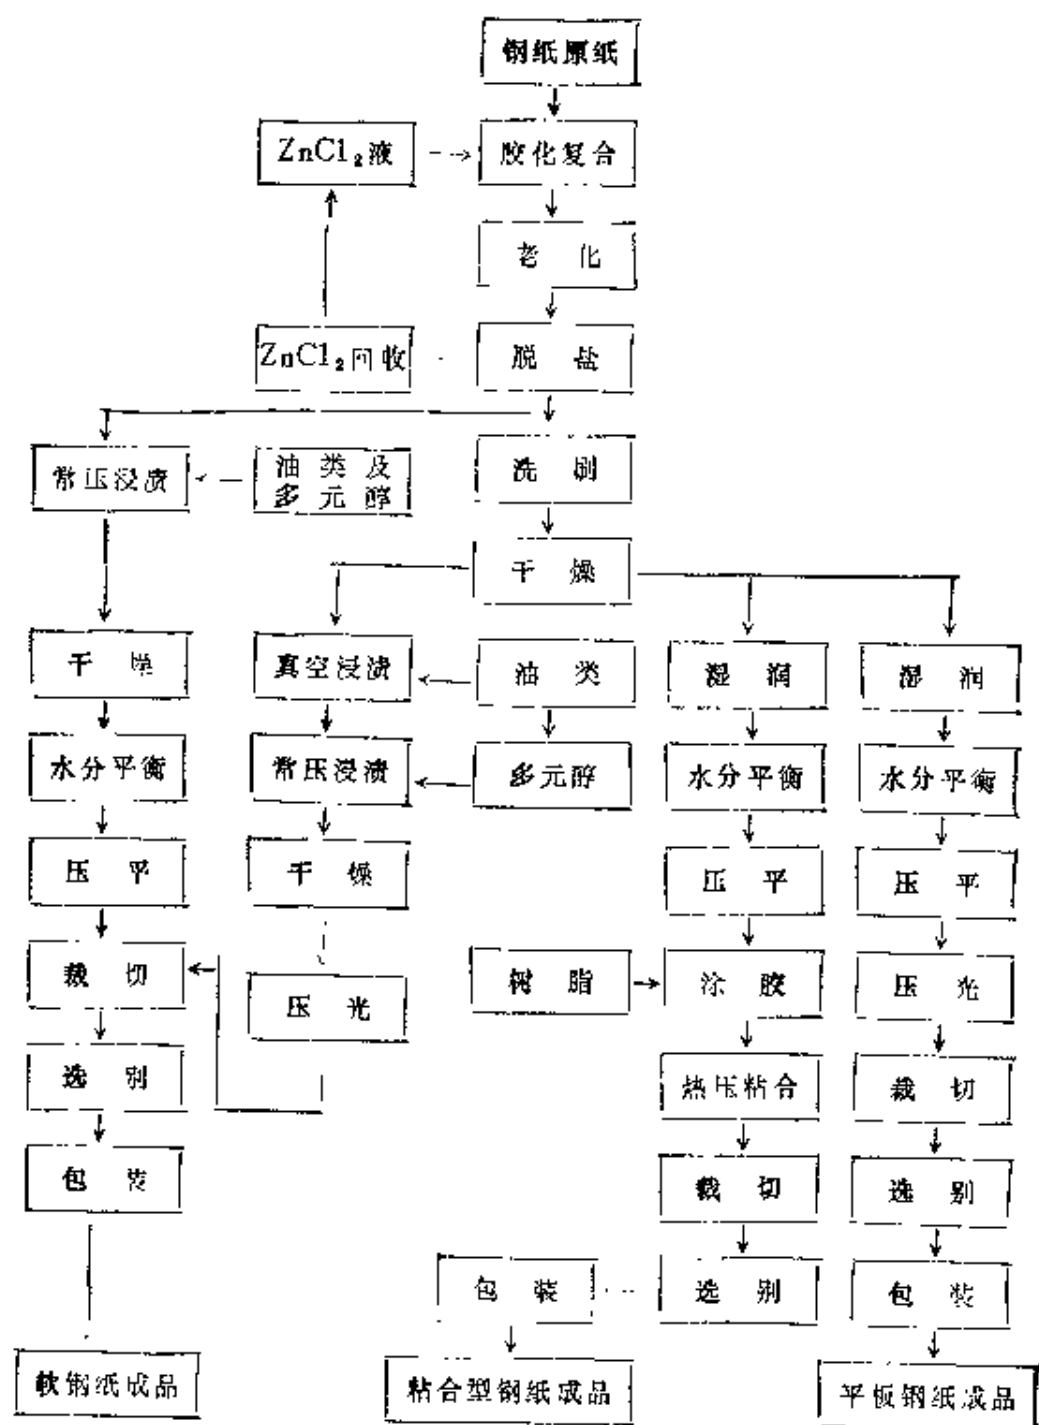 钢纸原纸
ZnCl₂液
胶化复合
老 化
ZnCl₂回收
脱 盐
常压浸渍
油类及
多元醇
洗刷
干 燥
干 燥
真空浸渍
油 类
湿 润
湿 润
水分平衡
常压浸渍
多元醇
水分平衡
水分平衡
压 平
干 燥
压 平
压 平
裁 切
压 光
树 脂
涂 胶
压 光
选 别
热压粘合
裁 切
包 装
裁 切
选 别
包 装
选 别
包 装
软钢纸成品
粘合型钢纸成品
平板钢纸成品